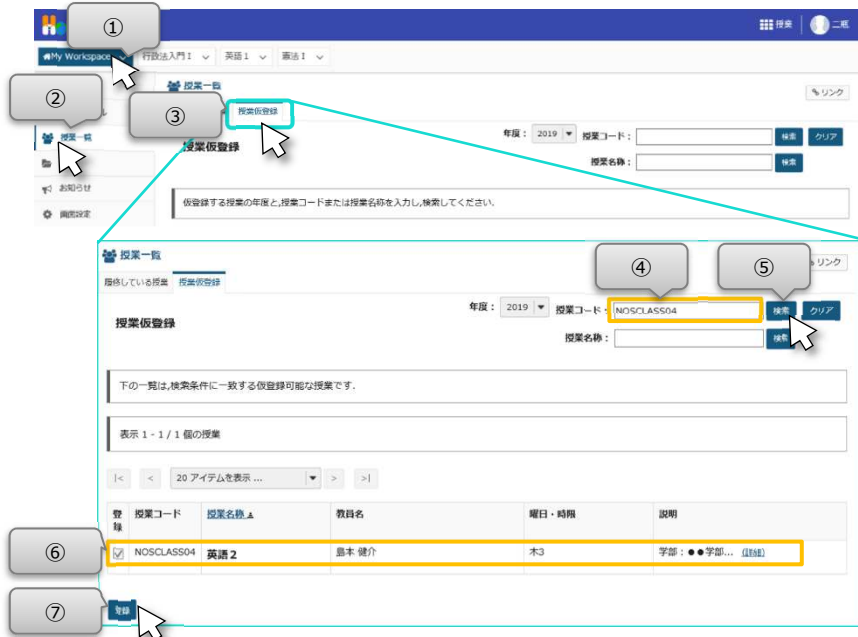 ①
授業
二瓶
My Workspace
行政法入門Ⅰ
英語１
憲法Ⅰ
②
授業一覧
リンク
③
授業仮登録
授業仮登録
年度： 2019 授業コード： 検索 クリア
授業名称： 検索
授業一覧
お知らせ
画面設定
仮登録する授業の年度と,授業コードまたは授業名称を入力し,検索してください.
授業一覧
④
⑤
リンク
履修している授業 授業仮登録
年度： 2019 授業コード： NOSCLASS04 検索 クリア
授業仮登録
授業名称： 検索
下の一覧は,検索条件に一致する仮登録可能な授業です.
表示 1 - 1 / 1 個の授業
|< < 20 アイテムを表示 ... > >|
登録 授業コード 授業名称 教員名 曜日・時限 説明
⑥
NOSCLASS04 英語２ 島本 健介 木3 学部：●●学部... (詳細)
⑦
登録